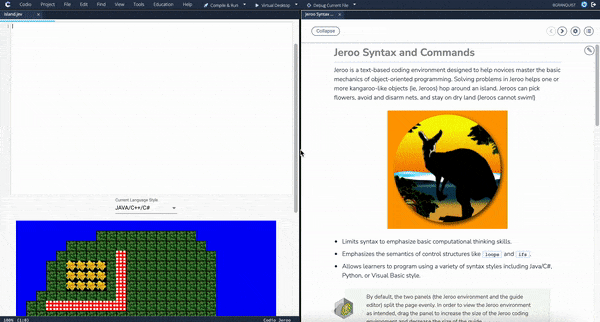 Codio Project File Edit Find View Tools Education Help Compile & Run Virtual Desktop Debug Current File
island.jev
Jeroo Syntax ...
1
Collapse
Jeroo Syntax and Commands
Jeroo is a text-based coding environment designed to help novices master the basic
mechanics of object-oriented programming. Solving problems in Jeroo helps one or
more kangaroo-like objects (ie, Jeroos) hop around an island. Jeroos can pick
flowers, avoid and disarm nets, and stay on dry land (Jeroos cannot swim!)
Current Language Style
JAVA/C++/C#
Limits syntax to emphasize basic computational thinking skills.
Emphasizes the semantics of control structures like loops and ifs.
Allows learners to program using a variety of syntax styles including Java/C#,
Python, or Visual Basic style.
By default, the two panels (the Jeroo environment and the guide
editor) split the page evenly. In order to view the Jeroo environment
as intended, drag the panel to increase the size of the Jeroo coding
Codio Jeroo